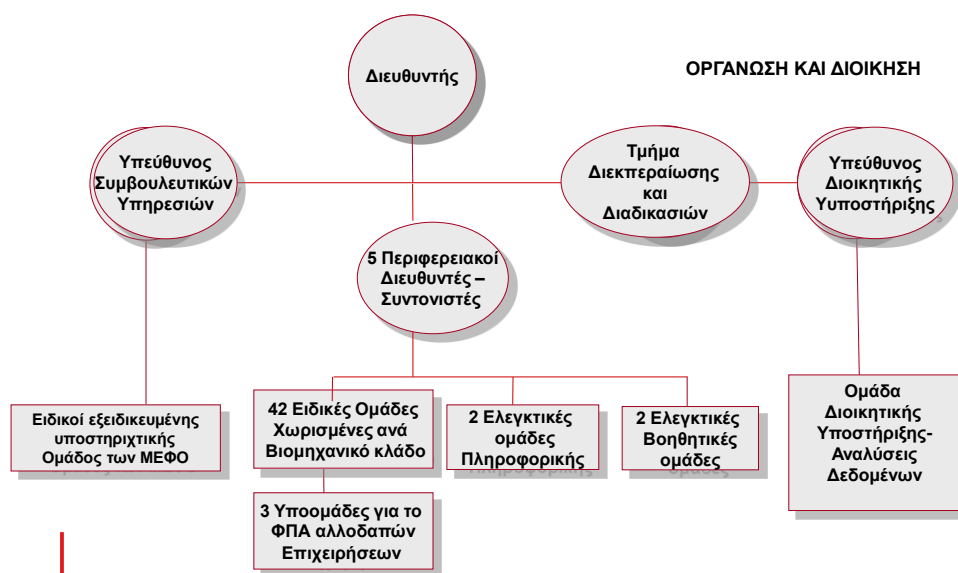 Διευθυντής
ΟΡΓΑΝΩΣΗ ΚΑΙ ΔΙΟΙΚΗΣΗ
Υπεύθυνος
Συμβουλευτικών
Υπηρεσιών
Τμήμα
Διεκπεραίωσης
και
Διαδικασιών
Υπεύθυνος
Διοικητικής
Υυποστήριξης
5 Περιφερειακοί
Διευθυντές –
Συντονιστές
Ειδικοί εξειδικευμένης
υποστηριχτικής
Ομάδος των ΜΕΦΟ
42 Ειδικές Ομάδες
Χωρισμένες ανά
Βιομηχανικό κλάδο
2 Ελεγκτικές
ομάδες
Πληροφορικής
2 Ελεγκτικές
Βοηθητικές
ομάδες
Ομάδα
Διοικητικής
Υποστήριξης-
Αναλύσεις
Δεδομένων
3 Υποομάδες για το
ΦΠΑ αλλοδαπών
Επιχειρήσεων